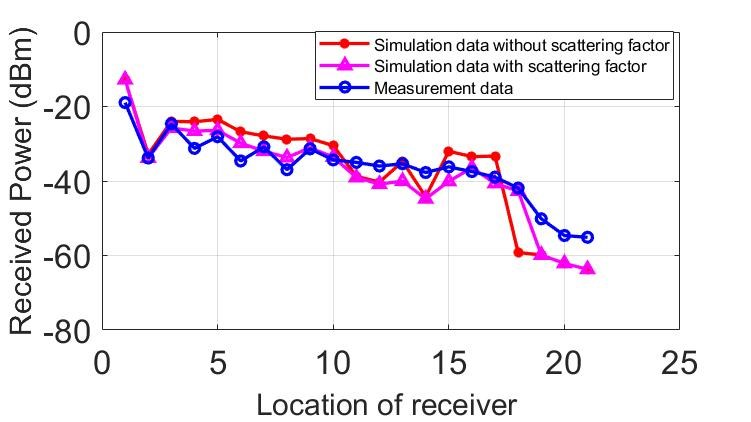 Simulation data without scattering factor
Simulation data with scattering factor
Measurement data
Received Power (dBm)
0
-20
-40
-60
-80
0 5 10 15 20 25
Location of receiver